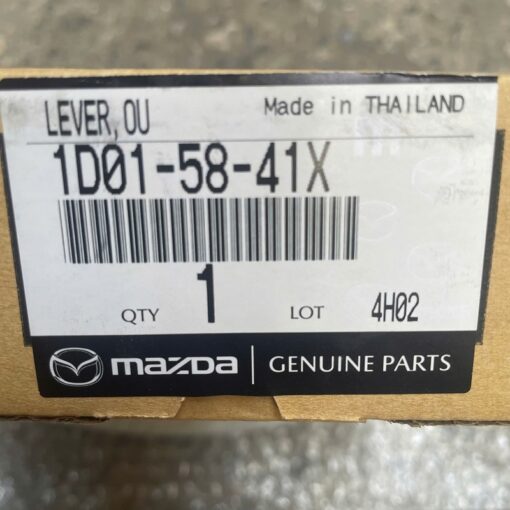 LEVER,OU Made in THAILAND
1D01-58-41X
QTY 1 LOT 4H02
mazda GENUINE PARTS